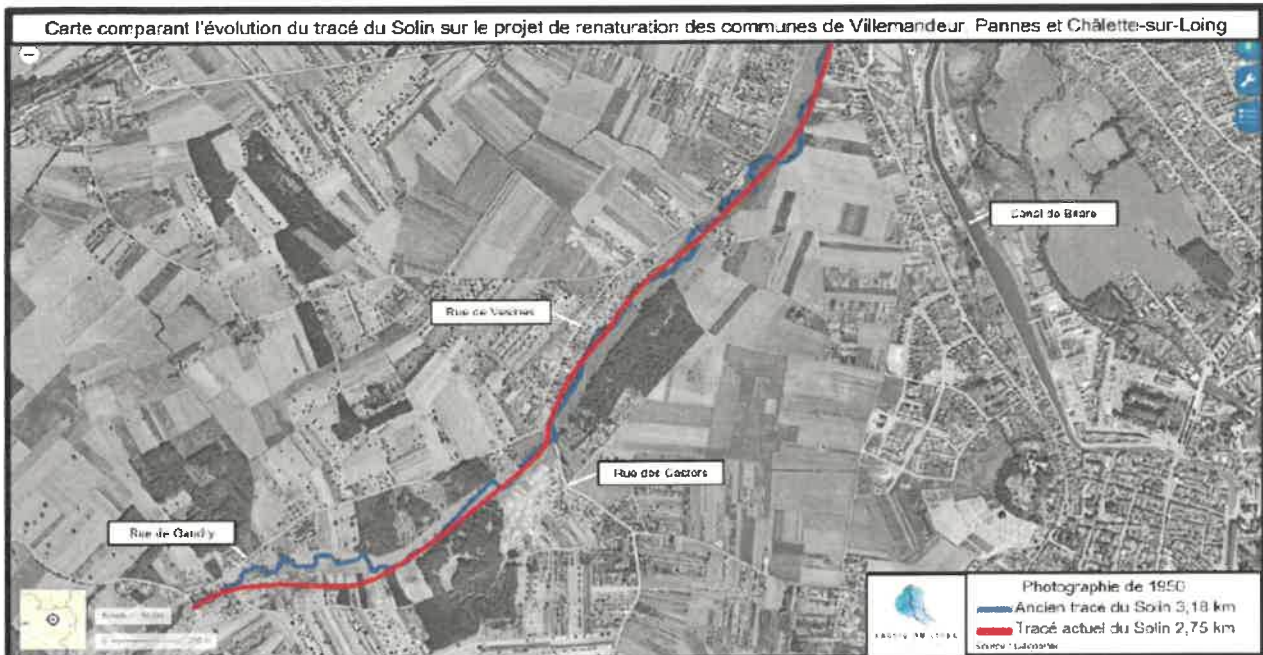 Carte comparant l'évolution du tracé du Solin sur le projet de renaturation des communes de Villemandeur, Pannes et Châlette-sur-Loing
Canal de Briare
Rue de Vésines
Rue des Castors
Rue de Gaudry
Photographie de 1950
Ancien tracé du Solin 3,18 km
Tracé actuel du Solin 2,75 km